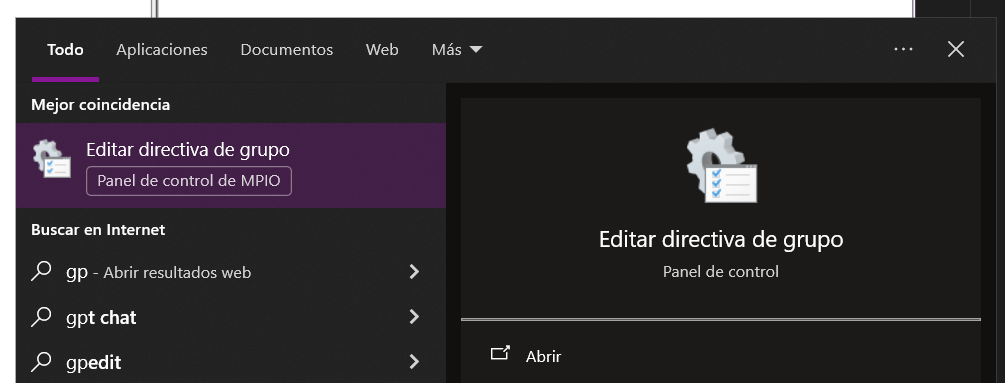 Todo Aplicaciones Documentos Web Más ...
Mejor coincidencia
Editar directiva de grupo
Panel de control de MPIO
Buscar en Internet
gp - Abrir resultados web
gpt chat
gpedit
Editar directiva de grupo
Panel de control
Abrir